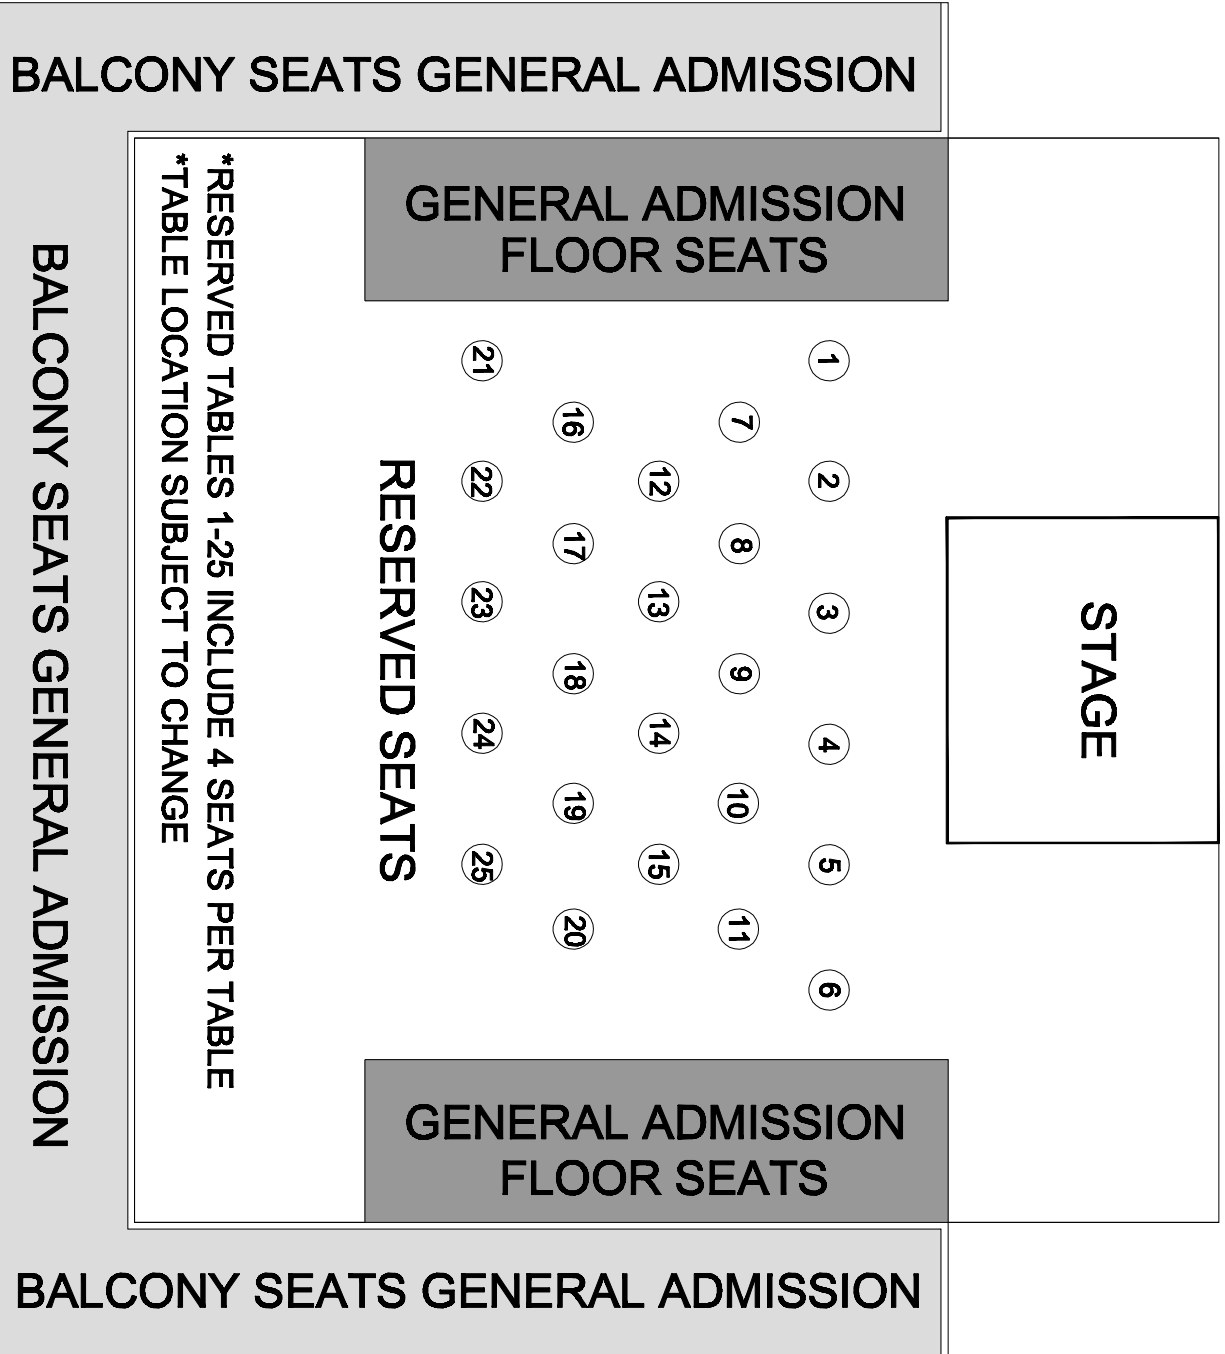 BALCONY SEATS GENERAL ADMISSION
GENERAL ADMISSION
FLOOR SEATS
STAGE
1
2
3
4
5
6
7
8
9
10
11
12
13
14
15
16
17
18
19
20
21
22
23
24
25
RESERVED SEATS
*RESERVED TABLES 1-25 INCLUDE 4 SEATS PER TABLE
*TABLE LOCATION SUBJECT TO CHANGE
BALCONY SEATS GENERAL ADMISSION
GENERAL ADMISSION
FLOOR SEATS
BALCONY SEATS GENERAL ADMISSION